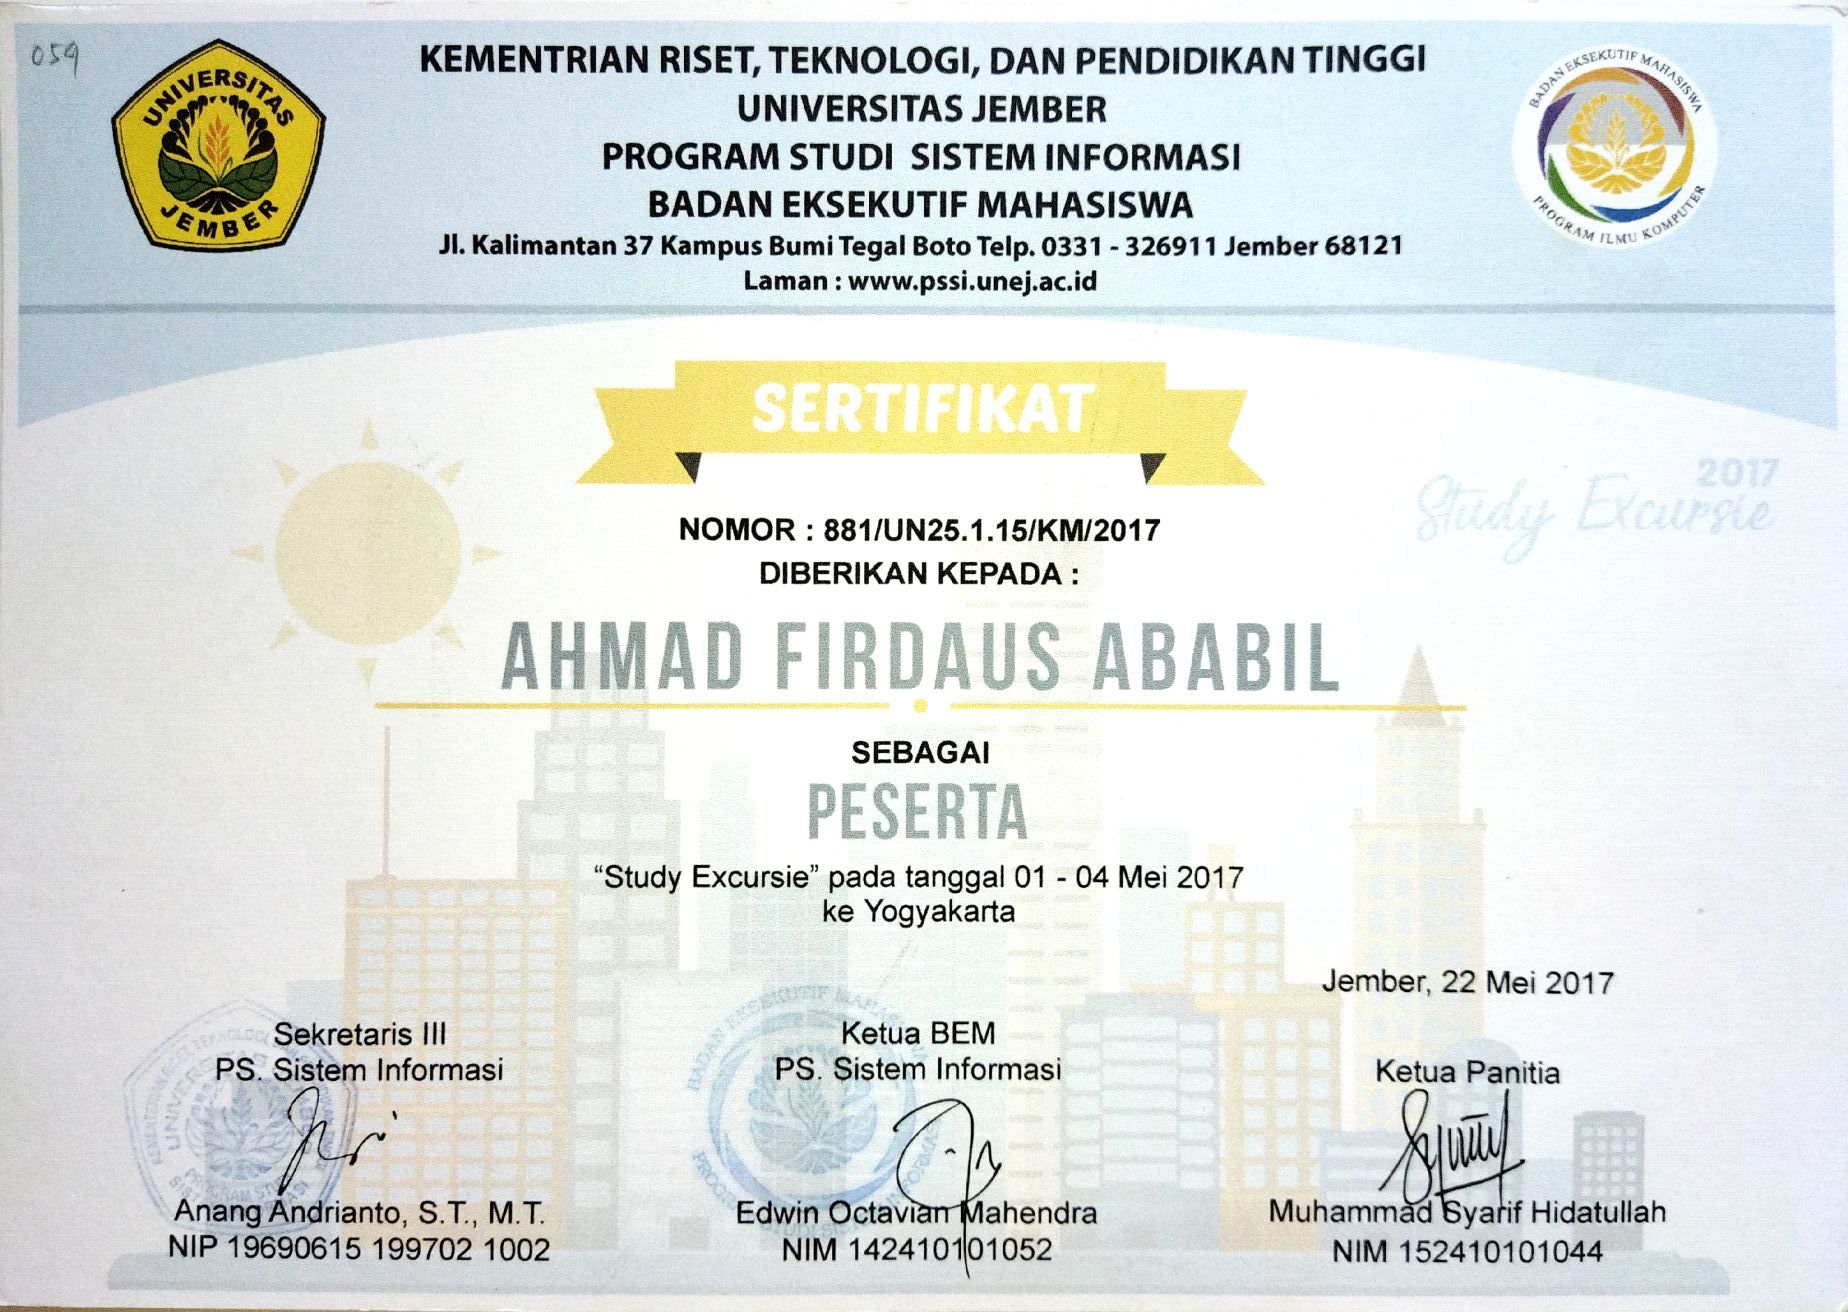 059
UNIVERSITAS
JEMBER
KEMENTRIAN RISET, TEKNOLOGI, DAN PENDIDIKAN TINGGI
UNIVERSITAS JEMBER
PROGRAM STUDI SISTEM INFORMASI
BADAN EKSEKUTIF MAHASISWA
Jl. Kalimantan 37 Kampus Bumi Tegal Boto Telp. 0331 - 326911 Jember 68121
Laman : www.pssi.unej.ac.id
BADAN EKSEKUTIF MAHASISWA
PROGRAM ILMU KOMPUTER
SERTIFIKAT
2017
Study Excursie
NOMOR : 881/UN25.1.15/KM/2017
DIBERIKAN KEPADA :
AHMAD FIRDAUS ABABIL
SEBAGAI
PESERTA
“Study Excursie” pada tanggal 01 - 04 Mei 2017
ke Yogyakarta
Jember, 22 Mei 2017
Sekretaris III
PS. Sistem Informasi
Anang Andrianto, S.T., M.T.
NIP 19690615 199702 1002
BADAN EKSEKUTIF MAHASISWA
Ketua BEM
PS. Sistem Informasi
Edwin Octavian Mahendra
NIM 142410101052
Ketua Panitia
Muhammad Syarif Hidatullah
NIM 152410101044